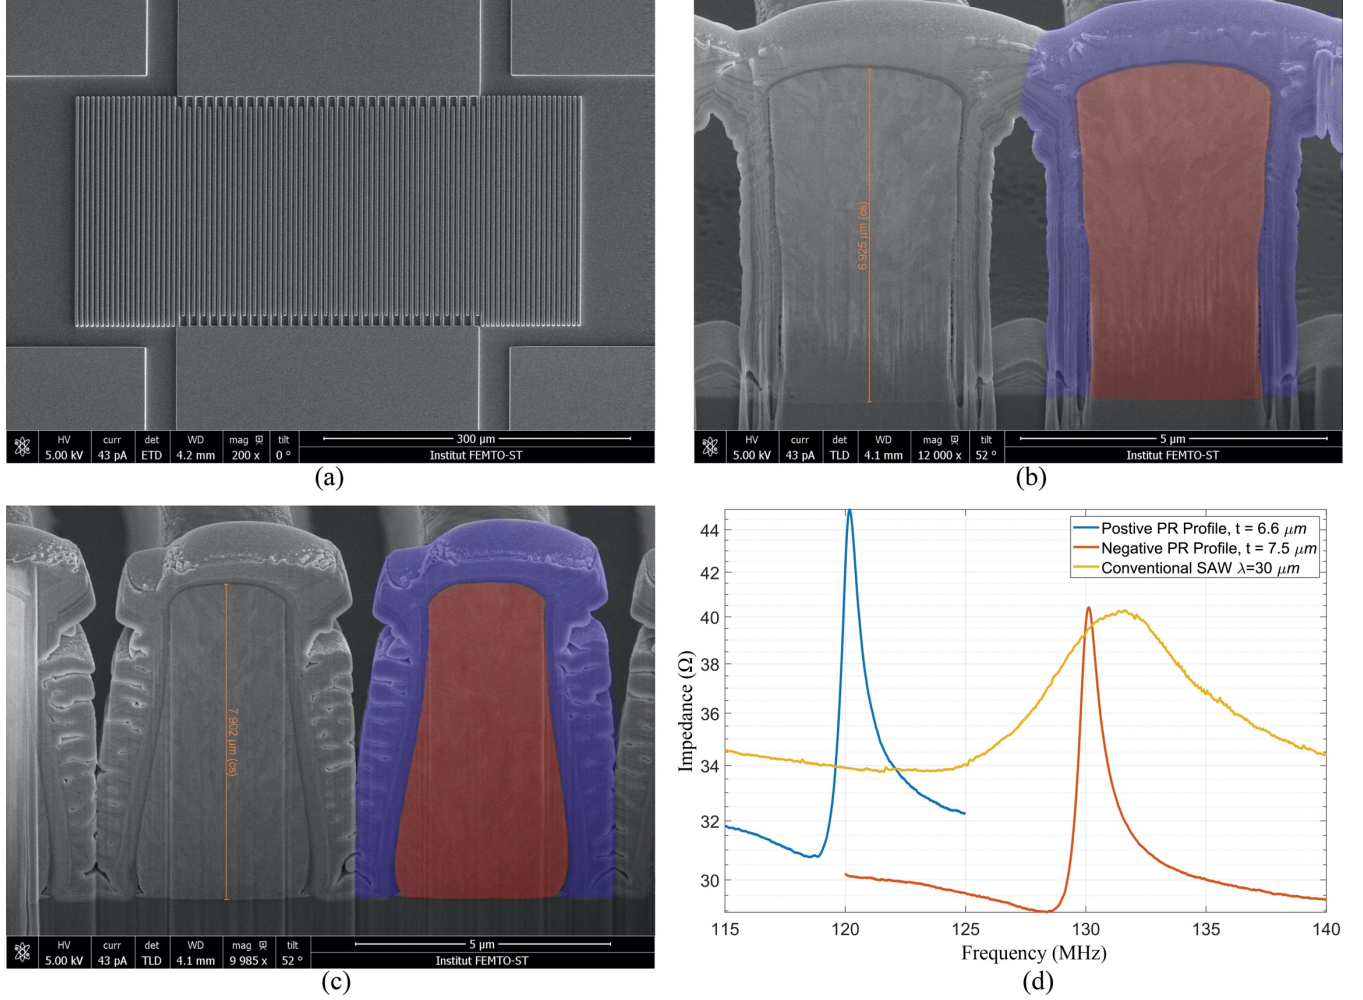 HV curr det WD mag tilt 300 μm
5.00 kV 43 pA ETD 4.2 mm 200 x 0 ° Institut FEMTO-ST
(a)
6.925 μm (cs)
HV curr det WD mag tilt 5 μm
5.00 kV 43 pA TLD 4.1 mm 12 000 x 52 ° Institut FEMTO-ST
(b)
7.902 μm (cs)
HV curr det WD mag tilt 5 μm
5.00 kV 43 pA TLD 4.1 mm 9 985 x 52 ° Institut FEMTO-ST
(c)
Postive PR Profile, t = 6.6 μm
Negative PR Profile, t = 7.5 μm
Conventional SAW λ=30 μm
44
42
40
38
36
34
32
30
Impedance (Ω)
115 120 125 130 135 140
Frequency (MHz)
(d)